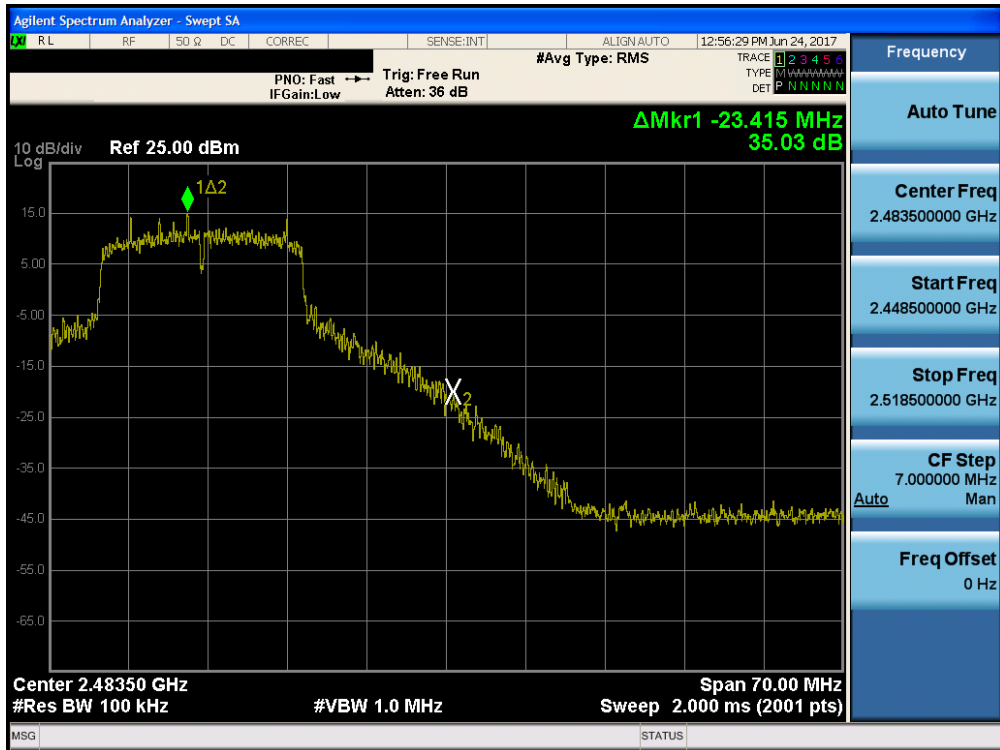 Agilent Spectrum Analyzer - Swept SA
LXI RL RF 50 Ω DC CORREC SENSE:INT ALIGN AUTO 12:56:29 PM Jun 24, 2017
Frequency
#Avg Type: RMS
TRACE 1 2 3 4 5 6
PNO: Fast Trig: Free Run
TYPE M WWWWW
IFGain:Low Atten: 36 dB
DET P N N N N N
Auto Tune
ΔMkr1 -23.415 MHz
35.03 dB
10 dB/div Ref 25.00 dBm
Log
1Δ2
15.0
5.00
-5.00
-15.0
X2
-25.0
-35.0
-45.0
-55.0
-65.0
Center Freq
2.483500000 GHz
Start Freq
2.448500000 GHz
Stop Freq
2.518500000 GHz
CF Step
7.000000 MHz
Auto Man
Freq Offset
0 Hz
Center 2.48350 GHz Span 70.00 MHz
#Res BW 100 kHz #VBW 1.0 MHz Sweep 2.000 ms (2001 pts)
MSG STATUS